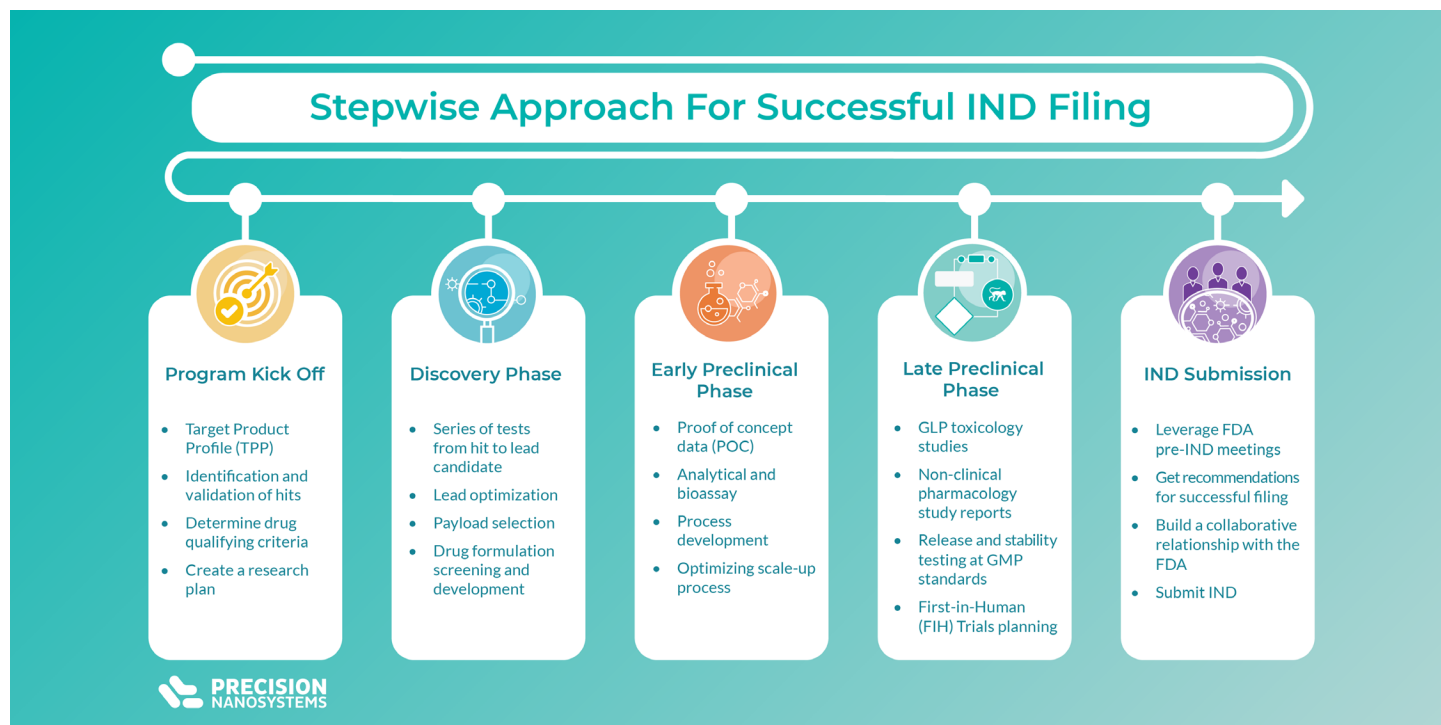 Stepwise Approach For Successful IND Filing
Program Kick Off
• Target Product
Profile (TPP)
• Identification and
validation of hits
• Determine drug
qualifying criteria
• Create a research
plan
Discovery Phase
• Series of tests
from hit to lead
candidate
• Lead optimization
• Payload selection
• Drug formulation
screening and
development
Early Preclinical
Phase
• Proof of concept
data (POC)
• Analytical and
bioassay
• Process
development
• Optimizing scale-up
process
Late Preclinical
Phase
• GLP toxicology
studies
• Non-clinical
pharmacology
study reports
• Release and stability
testing at GMP
standards
• First-in-Human
(FIH) Trials planning
IND Submission
• Leverage FDA
pre-IND meetings
• Get recommendations
for successful filing
• Build a collaborative
relationship with the
FDA
• Submit IND
PRECISION
NANOSYSTEMS